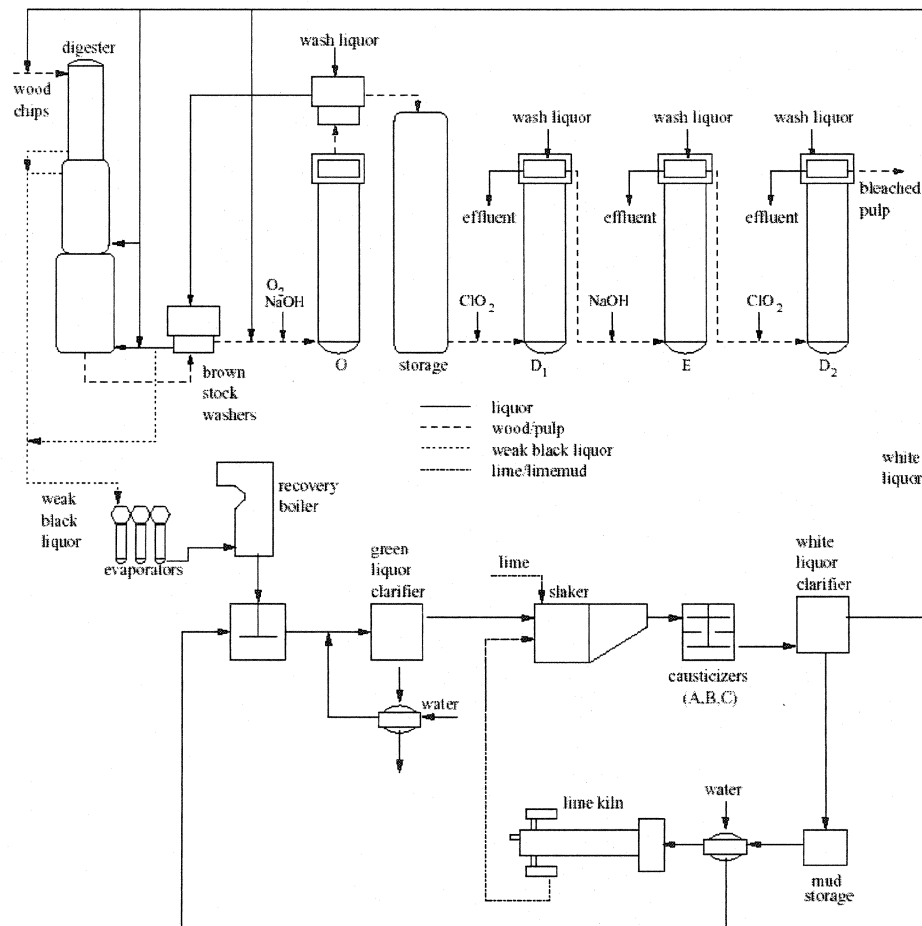 digester
wood
chips
wash liquor
wash liquor
wash liquor
wash liquor
effluent
effluent
effluent
bleached
pulp
O2
NaOH
ClO2
NaOH
ClO2
O
storage
D1
E
D2
brown
stock
washers
liquor
wood/pulp
weak black liquor
lime/limemud
white
liquor
weak
black
liquor
evaporators
recovery
boiler
green
liquor
clarifier
lime
slaker
white
liquor
clarifier
causticizers
(A,B,C)
water
lime kiln
water
mud
storage